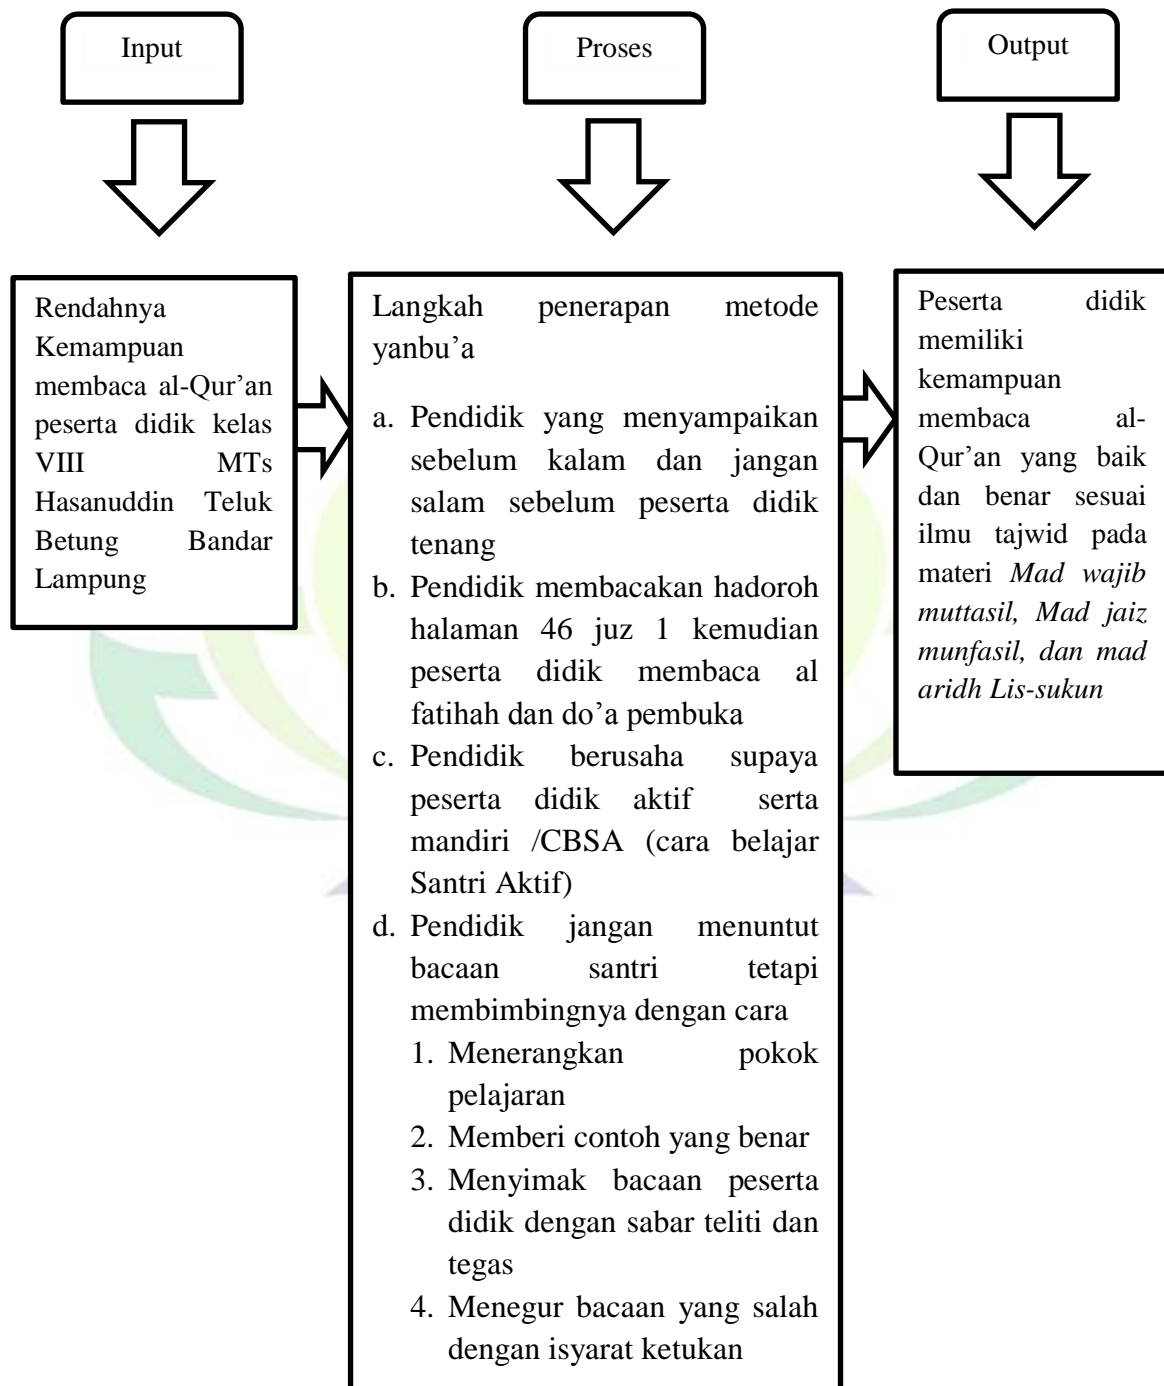 Input
Proses
Output
Rendahnya
Kemampuan
membaca al-Qur’an
peserta didik kelas
VIII MTs
Hasanuddin Teluk
Betung Bandar
Lampung
Langkah penerapan metode
yanbu’a
a. Pendidik yang menyampaikan
sebelum kalam dan jangan
salam sebelum peserta didik
tenang
b. Pendidik membacakan hadoroh
halaman 46 juz 1 kemudian
peserta didik membaca al
fatihah dan do’a pembuka
c. Pendidik berusaha supaya
peserta didik aktif serta
mandiri /CBSA (cara belajar
Santri Aktif)
d. Pendidik jangan menuntut
bacaan santri tetapi
membimbingnya dengan cara
1. Menerangkan pokok
pelajaran
2. Memberi contoh yang benar
3. Menyimak bacaan peserta
didik dengan sabar teliti dan
tegas
4. Menegur bacaan yang salah
dengan isyarat ketukan
Peserta didik
memiliki
kemampuan
membaca al-
Qur’an yang baik
dan benar sesuai
ilmu tajwid pada
materi Mad wajib
muttasil, Mad jaiz
munfasil, dan mad
aridh Lis-sukun